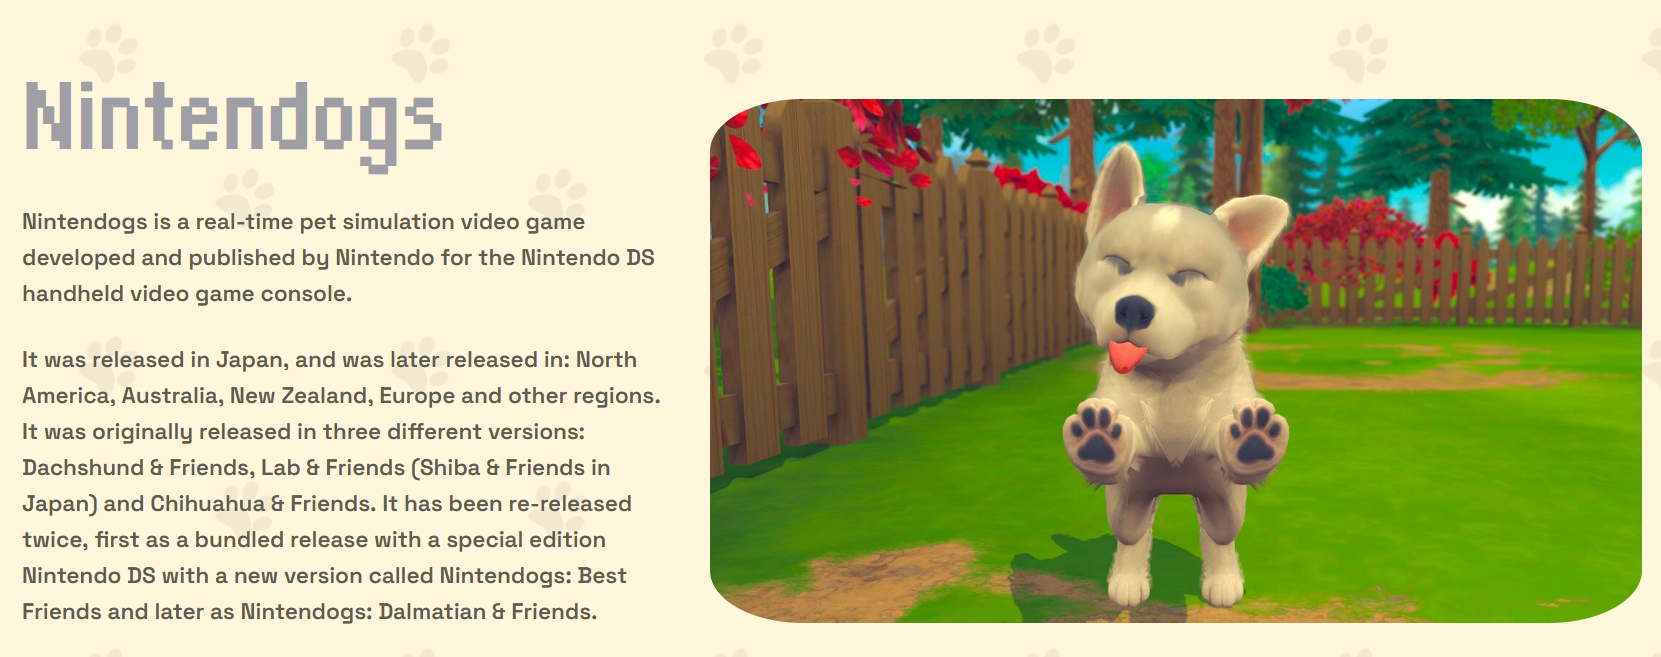 Nintendogs
Nintendogs is a real-time pet simulation video game
developed and published by Nintendo for the Nintendo DS
handheld video game console.
It was released in Japan, and was later released in: North
America, Australia, New Zealand, Europe and other regions.
It was originally released in three different versions:
Dachshund & Friends, Lab & Friends (Shiba & Friends in
Japan) and Chihuahua & Friends. It has been re-released
twice, first as a bundled release with a special edition
Nintendo DS with a new version called Nintendogs: Best
Friends and later as Nintendogs: Dalmatian & Friends.